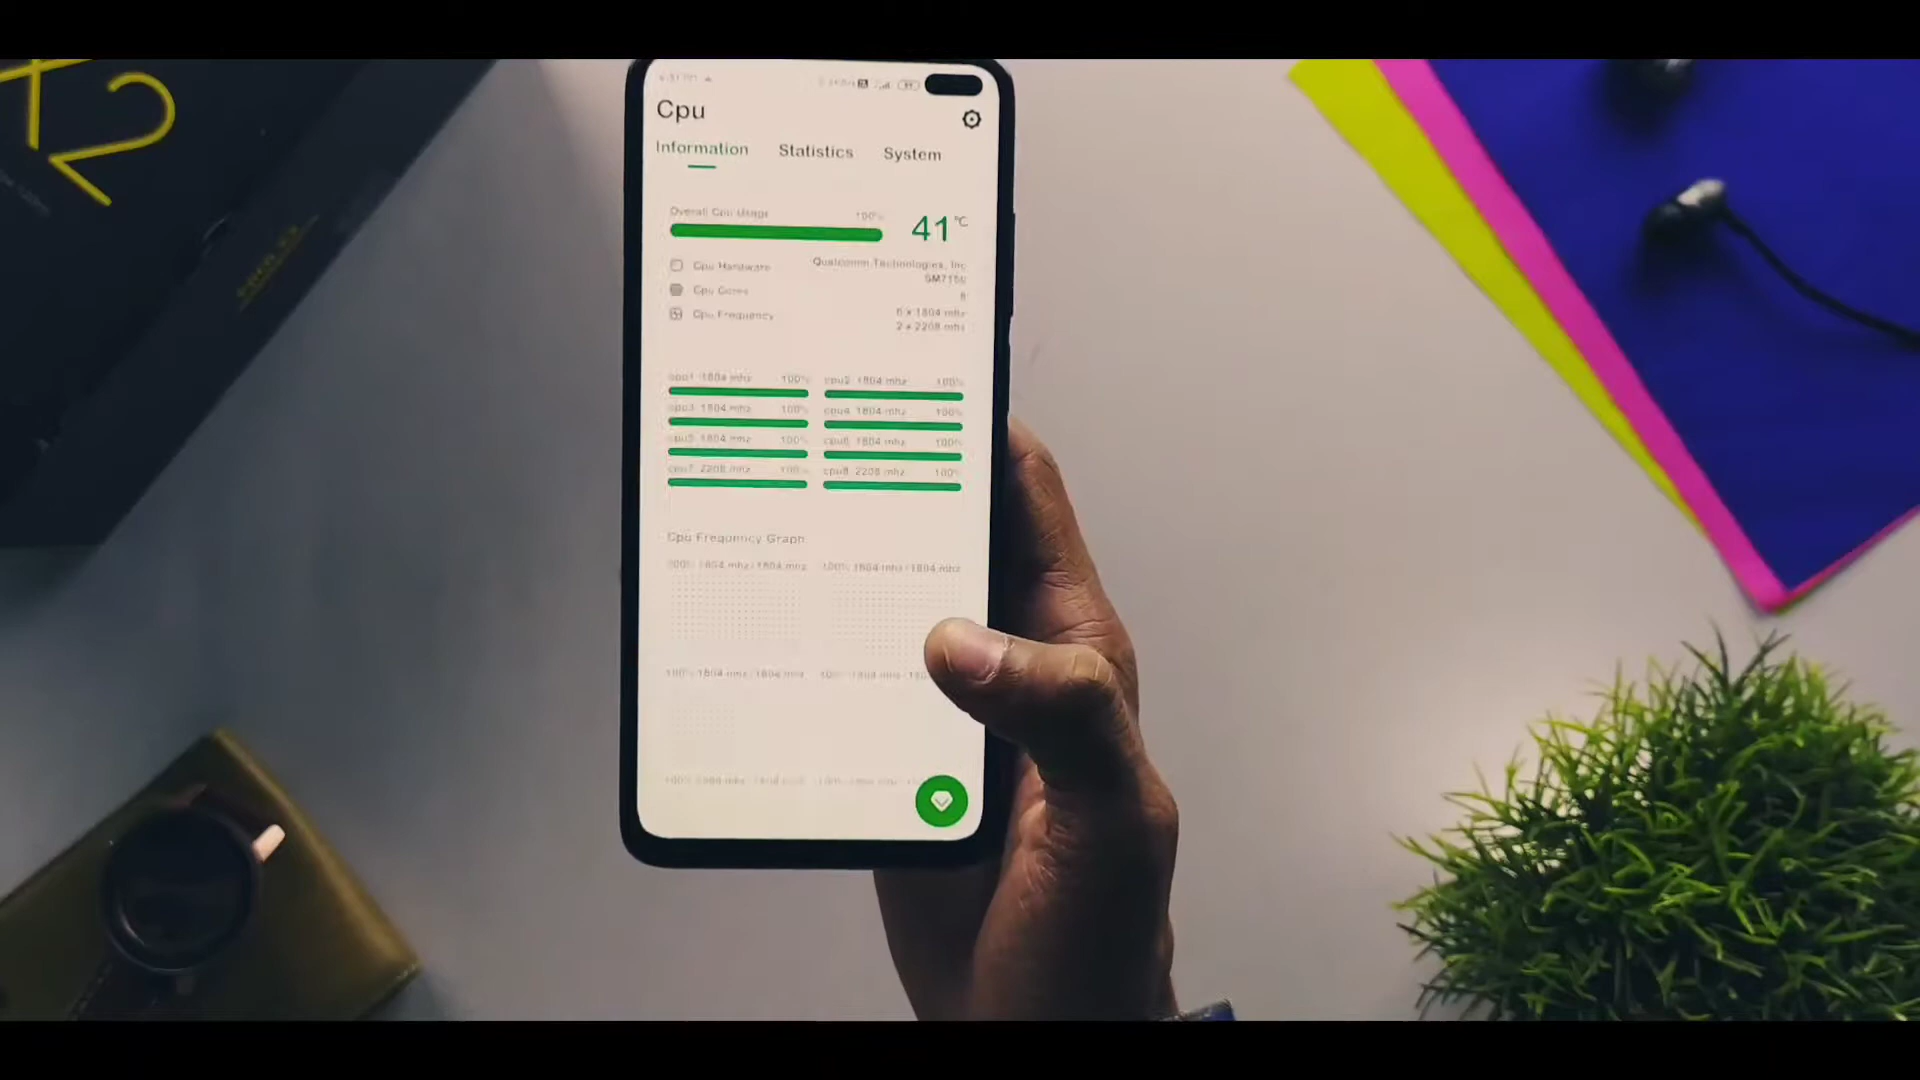 X2
Cpu
Information Statistics System
Overall Cpu Usage 100%
41°C
Cpu Hardware Qualcomm Technologies, Inc
SM7150
Cpu Cores 8
Cpu Frequency 6 x 1804 mhz
2 x 2208 mhz
cpu1 1804 mhz 100% cpu2 1804 mhz 100%
cpu3 1804 mhz 100% cpu4 1804 mhz 100%
cpu5 1804 mhz 100% cpu6 1804 mhz 100%
cpu7 2208 mhz 100% cpu8 2208 mhz 100%
Cpu Frequency Graph
100% 1804 mhz/1804 mhz 100% 1804 mhz/1804 mhz
100% 1804 mhz/1804 mhz 100% 1804 mhz